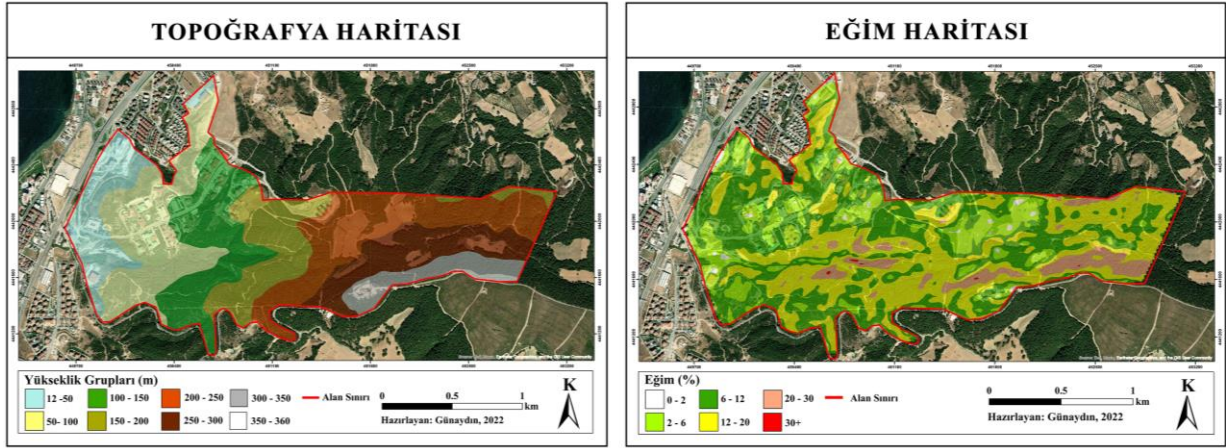 TOPOĞRAFYA HARİTASI
Yükseklik Grupları (m)
12 -50
100 - 150
200 - 250
300 - 350
Alan Sınırı
50- 100
150 - 200
250 - 300
350 - 360
0 0.5 1
km
Hazırlayan: Günaydın, 2022
K
EĞİM HARİTASI
Eğim (%)
0 - 2
6 - 12
20 - 30
Alan Sınırı
2 - 6
12 - 20
30+
0 0.5 1
km
Hazırlayan: Günaydın, 2022
K